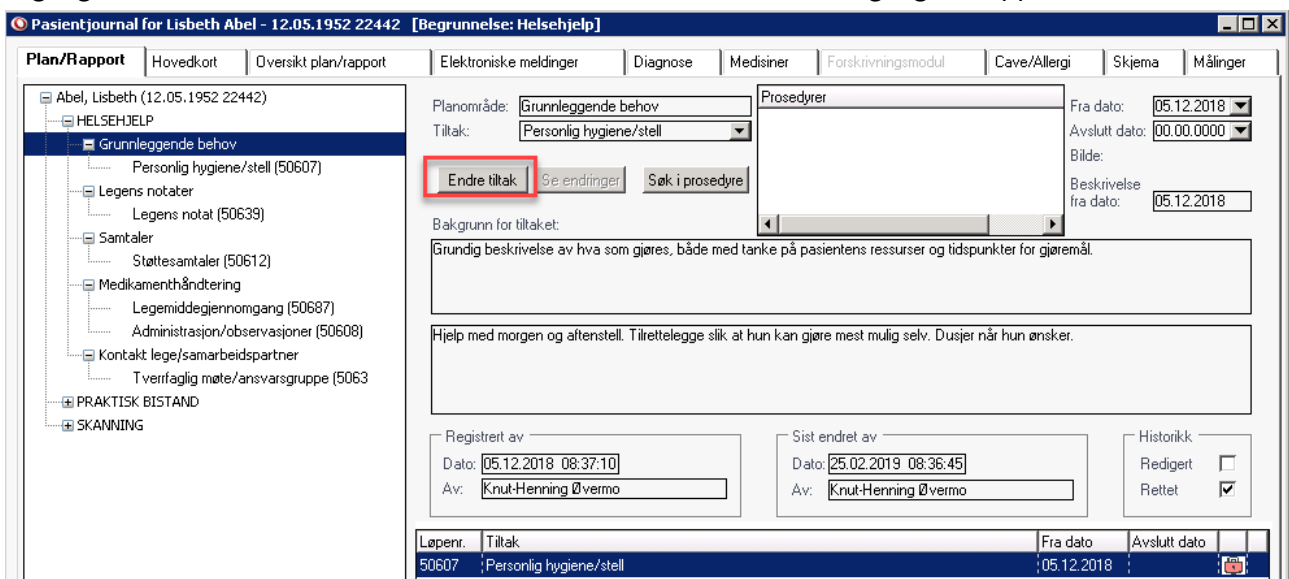 Pasientjournal for Lisbeth Abel - 12.05.1952 22442 [Begrunnelse: Helsehjelp]
Plan/Rapport Hovedkort Oversikt plan/rapport Elektroniske meldinger Diagnose Medisiner Forskrivningsmodul Cave/Allergi Skjema Målinger
Abel, Lisbeth (12.05.1952 22442)
HELSEHJELP
Grunnleggende behov
Personlig hygiene/stell (50607)
Legens notater
Legens notat (50639)
Samtaler
Støttesamtaler (50612)
Medikamenthåndtering
Legemiddegjennomgang (50687)
Administrasjon/observasjoner (50608)
Kontakt lege/samarbeidspartner
Tverrfaglig møte/ansvarsgruppe (5063
PRAKTISK BISTAND
SKANNING
Planområde: Grunnleggende behov
Tiltak: Personlig hygiene/stell
Endre tiltak Se endringer Søk i prosedyre
Prosedyrer
Fra dato: 05.12.2018
Avslutt dato: 00.00.0000
Bilde:
Beskrivelse
fra dato: 05.12.2018
Bakgrunn for tiltaket:
Grundig beskrivelse av hva som gjøres, både med tanke på pasientens ressurser og tidspunkter for gjøremål.
Hjelp med morgen og aftenstell. Tilrettelegge slik at hun kan gjøre mest mulig selv. Dusjer når hun ønsker.
Registrert av
Dato: 05.12.2018 08:37:10
Av: Knut-Henning Øvermo
Sist endret av
Dato: 25.02.2019 08:36:45
Av: Knut-Henning Øvermo
Historikk
Redigert
Rettet
Løpenr. Tiltak Fra dato Avslutt dato
50607 Personlig hygiene/stell 05.12.2018